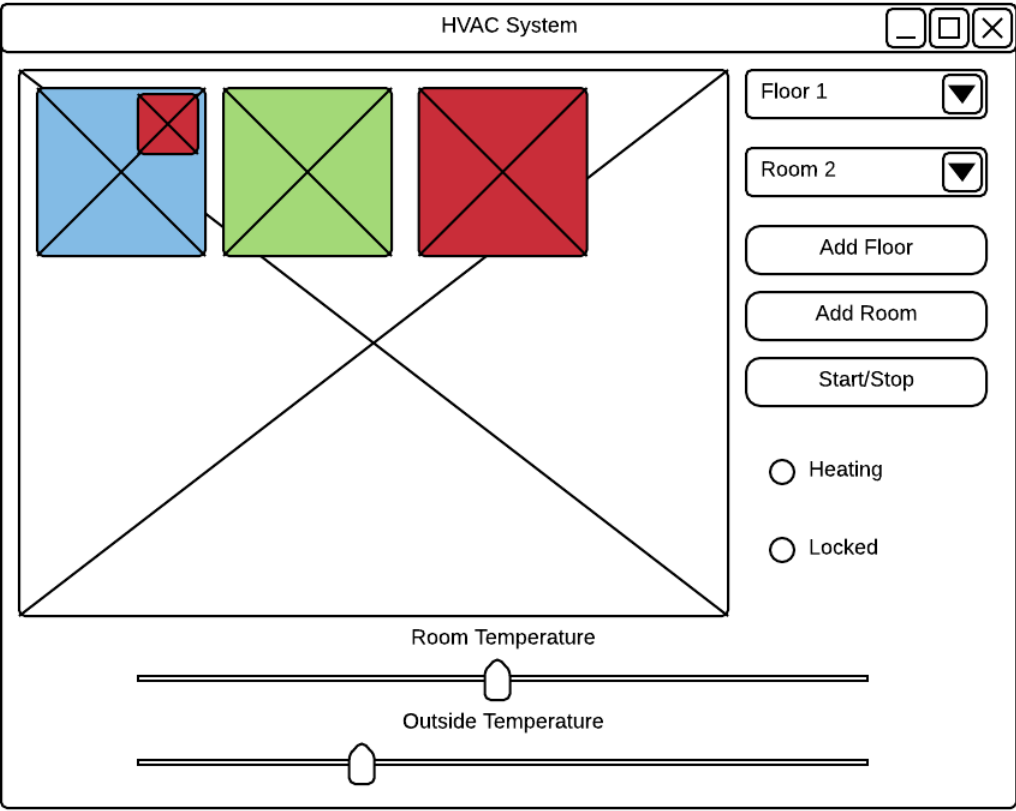 HVAC System
Floor 1
Room 2
Add Floor
Add Room
Start/Stop
Heating
Locked
Room Temperature
Outside Temperature